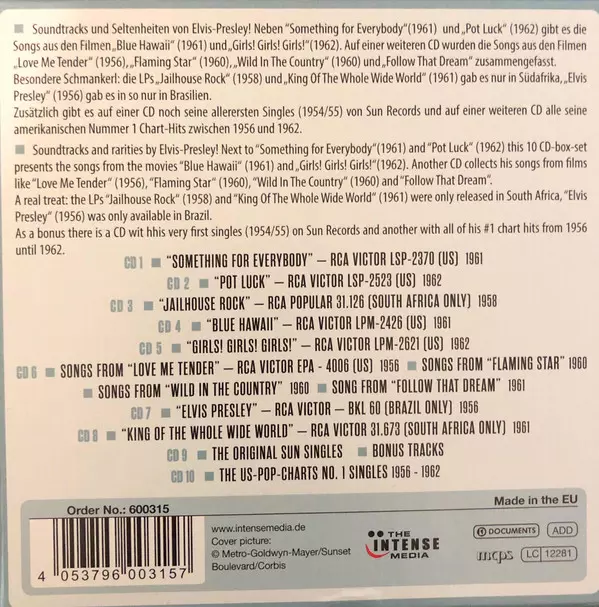 ■ Soundtracks und Seltenheiten von Elvis-Presley! Neben "Something for Everybody"(1961) und „Pot Luck" (1962) gibt es die
Songs aus den Filmen„Blue Hawaii" (1961) und„Girls! Girls! Girls!"(1962). Auf einer weiteren CD wurden die Songs aus den Filmen
„Love Me Tender" (1956),„Flaming Star" (1960),„Wild In The Country" (1960) und„Follow That Dream" zusammengefasst.
Besondere Schmankerl: die LPs„Jailhouse Rock" (1958) und„King Of The Whole Wide World" (1961) gab es nur in Südafrika,„Elvis
Presley" (1956) gab es in so nur in Brasilien.
Zusätzlich gibt es auf einer CD noch seine allerersten Singles (1954/55) von Sun Records und auf einer weiteren CD alle seine
amerikanischen Nummer 1 Chart-Hits zwischen 1956 und 1962.
■ Soundtracks and rarities by Elvis-Presley! Next to "Something for Everybody"(1961) and "Pot Luck" (1962) this 10 CD-box-set
presents the songs from the movies "Blue Hawaii" (1961) and„Girls! Girls! Girls!"(1962). Another CD collects his songs from films
like "Love Me Tender" (1956), "Flaming Star" (1960), "Wild In The Country" (1960) and "Follow That Dream".
A real treat: the LPs "Jailhouse Rock" (1958) and "King Of The Whole Wide World" (1961) were only released in South Africa, "Elvis
Presley" (1956) was only available in Brazil.
As a bonus there is a CD wit hhis very first singles (1954/55) on Sun Records and another with all of his #1 chart hits from 1956
until 1962.
CD 1 ■ "SOMETHING FOR EVERYBODY" – RCA VICTOR LSP-2370 (US) 1961
CD 2 ■ "POT LUCK" – RCA VICTOR LSP-2523 (US) 1962
CD 3 ■ "JAILHOUSE ROCK" – RCA POPULAR 31.126 (SOUTH AFRICA ONLY) 1958
CD 4 ■ "BLUE HAWAII" – RCA VICTOR LPM-2426 (US) 1961
CD 5 ■ "GIRLS! GIRLS! GIRLS!" – RCA VICTOR LPM-2621 (US) 1962
CD 6 ■ SONGS FROM "LOVE ME TENDER" – RCA VICTOR EPA - 4006 (US) 1956 ■ SONGS FROM "FLAMING STAR" 1960
■ SONGS FROM "WILD IN THE COUNTRY" 1960 ■ SONG FROM "FOLLOW THAT DREAM" 1961
CD 7 ■ "ELVIS PRESLEY" – RCA VICTOR – BKL 60 (BRAZIL ONLY) 1956
CD 8 ■ "KING OF THE WHOLE WIDE WORLD" – RCA VICTOR 31.673 (SOUTH AFRICA ONLY) 1961
CD 9 ■ THE ORIGINAL SUN SINGLES ■ BONUS TRACKS
CD 10 ■ THE US-POP-CHARTS NO. 1 SINGLES 1956 - 1962
Made in the EU
Order No.: 600315
4 053796 003157
www.intensemedia.de
Cover picture:
© Metro-Goldwyn-Mayer/Sunset
Boulevard/Corbis
THE
INTENSE
MEDIA
DOCUMENTS
ADD
mcps
LC 12281